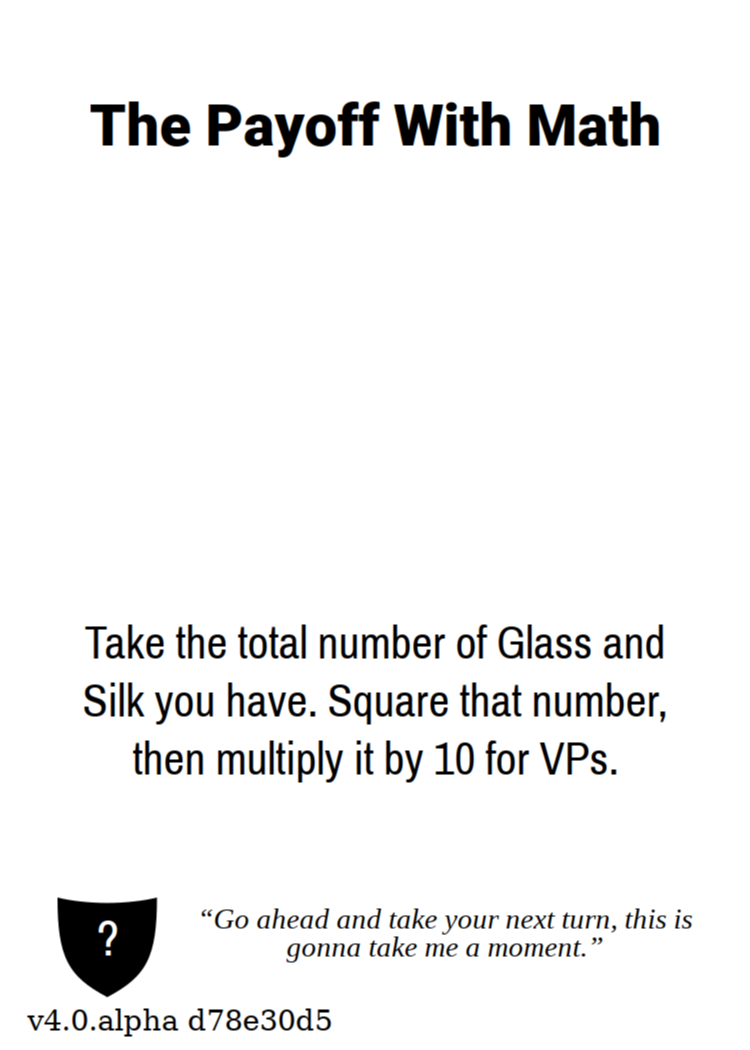 The Payoff With Math
Take the total number of Glass and
Silk you have. Square that number,
then multiply it by 10 for VPs.
?
“Go ahead and take your next turn, this is
gonna take me a moment.”
v4.0.alpha d78e30d5